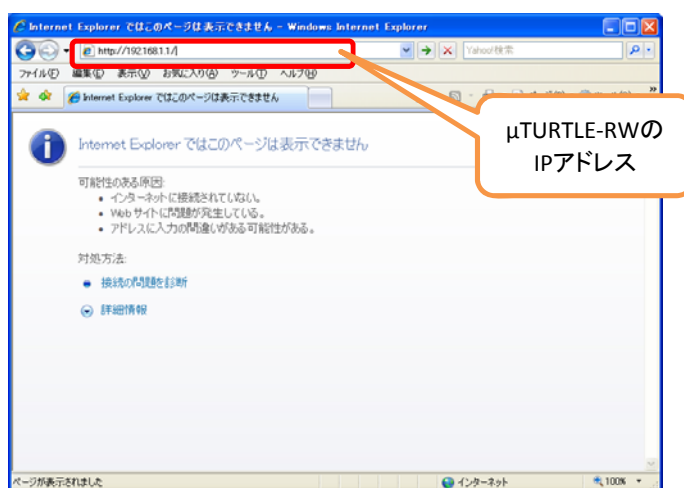 Internet Explorer ではこのページは表示できません - Windows Internet Explorer
http://192.168.1.1/
Yahoo!検索
ファイル(F) 編集(E) 表示(V) お気に入り(A) ツール(T) ヘルプ(H)
Internet Explorer ではこのページは表示できません
μTURTLE-RWの
IPアドレス
Internet Explorer ではこのページは表示できません
可能性のある原因:
インターネットに接続されていない。
Web サイトに問題が発生している。
アドレスに入力の間違いがある可能性がある。
対処方法:
接続の問題を診断
詳細情報
ページが表示されました
インターネット
100%